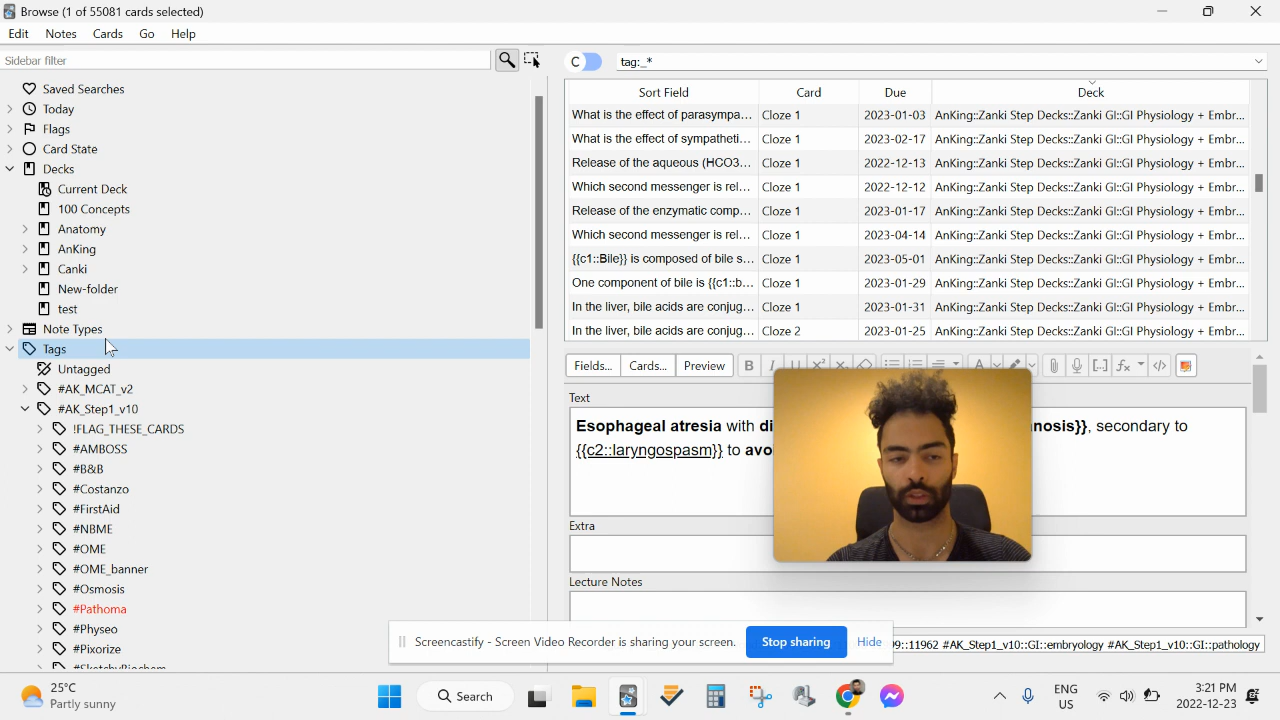 Browse (1 of 55081 cards selected)
Edit Notes Cards Go Help
Sidebar filter
C tag:_*
Saved Searches
Today
Flags
Card State
Decks
Current Deck
100 Concepts
Anatomy
AnKing
Canki
New-folder
test
Note Types
Tags
Untagged
#AK_MCAT_v2
#AK_Step1_v10
!FLAG_THESE_CARDS
#AMBOSS
#B&B
#Costanzo
#FirstAid
#NBME
#OME
#OME_banner
#Osmosis
#Pathoma
#Physeo
#Pixorize
#SketchyBiochem
Sort Field Card Due Deck
What is the effect of parasympa... Cloze 1 2023-01-03 AnKing::Zanki Step Decks::Zanki GI::GI Physiology + Embr...
What is the effect of sympatheti... Cloze 1 2023-02-17 AnKing::Zanki Step Decks::Zanki GI::GI Physiology + Embr...
Release of the aqueous (HCO3... Cloze 1 2022-12-13 AnKing::Zanki Step Decks::Zanki GI::GI Physiology + Embr...
Which second messenger is rel... Cloze 1 2022-12-12 AnKing::Zanki Step Decks::Zanki GI::GI Physiology + Embr...
Release of the enzymatic comp... Cloze 1 2023-01-17 AnKing::Zanki Step Decks::Zanki GI::GI Physiology + Embr...
Which second messenger is rel... Cloze 1 2023-04-14 AnKing::Zanki Step Decks::Zanki GI::GI Physiology + Embr...
{{c1::Bile}} is composed of bile s... Cloze 1 2023-05-01 AnKing::Zanki Step Decks::Zanki GI::GI Physiology + Embr...
One component of bile is {{c1::b... Cloze 1 2023-01-29 AnKing::Zanki Step Decks::Zanki GI::GI Physiology + Embr...
In the liver, bile acids are conjug... Cloze 1 2023-01-31 AnKing::Zanki Step Decks::Zanki GI::GI Physiology + Embr...
In the liver, bile acids are conjug... Cloze 2 2023-01-25 AnKing::Zanki Step Decks::Zanki GI::GI Physiology + Embr...
Fields... Cards... Preview B I U
Text
Esophageal atresia with di nosis}}, secondary to
{{c2::laryngospasm}} to avo
Extra
Lecture Notes
Screencastify - Screen Video Recorder is sharing your screen. Stop sharing Hide
::11962 #AK_Step1_v10::GI::embryology #AK_Step1_v10::GI::pathology
25°C
Partly sunny
Search
ENG
US
3:21 PM
2022-12-23